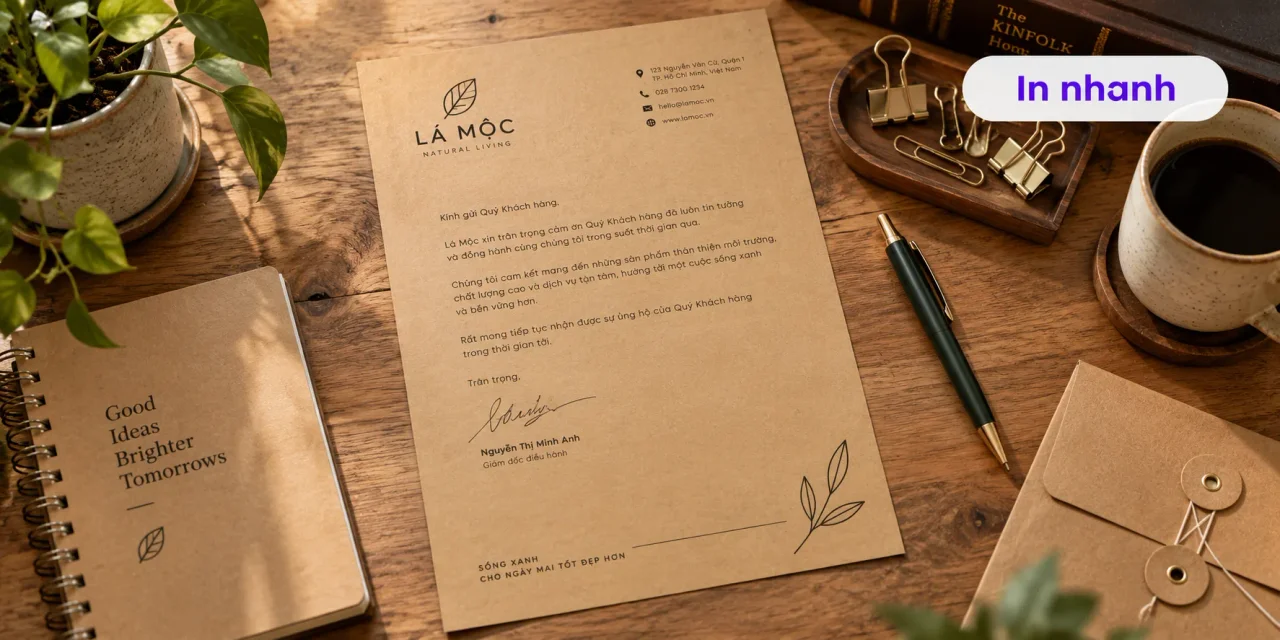 The
KINFOLK
Home
In nhanh
LÁ MỘC
NATURAL LIVING
123 Nguyễn Văn Cừ, Quận 1
TP. Hồ Chí Minh, Việt Nam
028 7300 1234
hello@lamoc.vn
www.lamoc.vn
Kính gửi Quý Khách hàng,
Lá Mộc xin trân trọng cảm ơn Quý Khách hàng đã luôn tin tưởng
và đồng hành cùng chúng tôi trong suốt thời gian qua.
Chúng tôi cam kết mang đến những sản phẩm thân thiện môi trường,
chất lượng cao và dịch vụ tận tâm, hướng tới một cuộc sống xanh
và bền vững hơn.
Rất mong tiếp tục nhận được sự ủng hộ của Quý Khách hàng
trong thời gian tới.
Trân trọng,
Nguyễn Thị Minh Anh
Giám đốc điều hành
SỐNG XANH
CHO NGÀY MAI TỐT ĐẸP HƠN
Good
Ideas
Brighter
Tomorrows